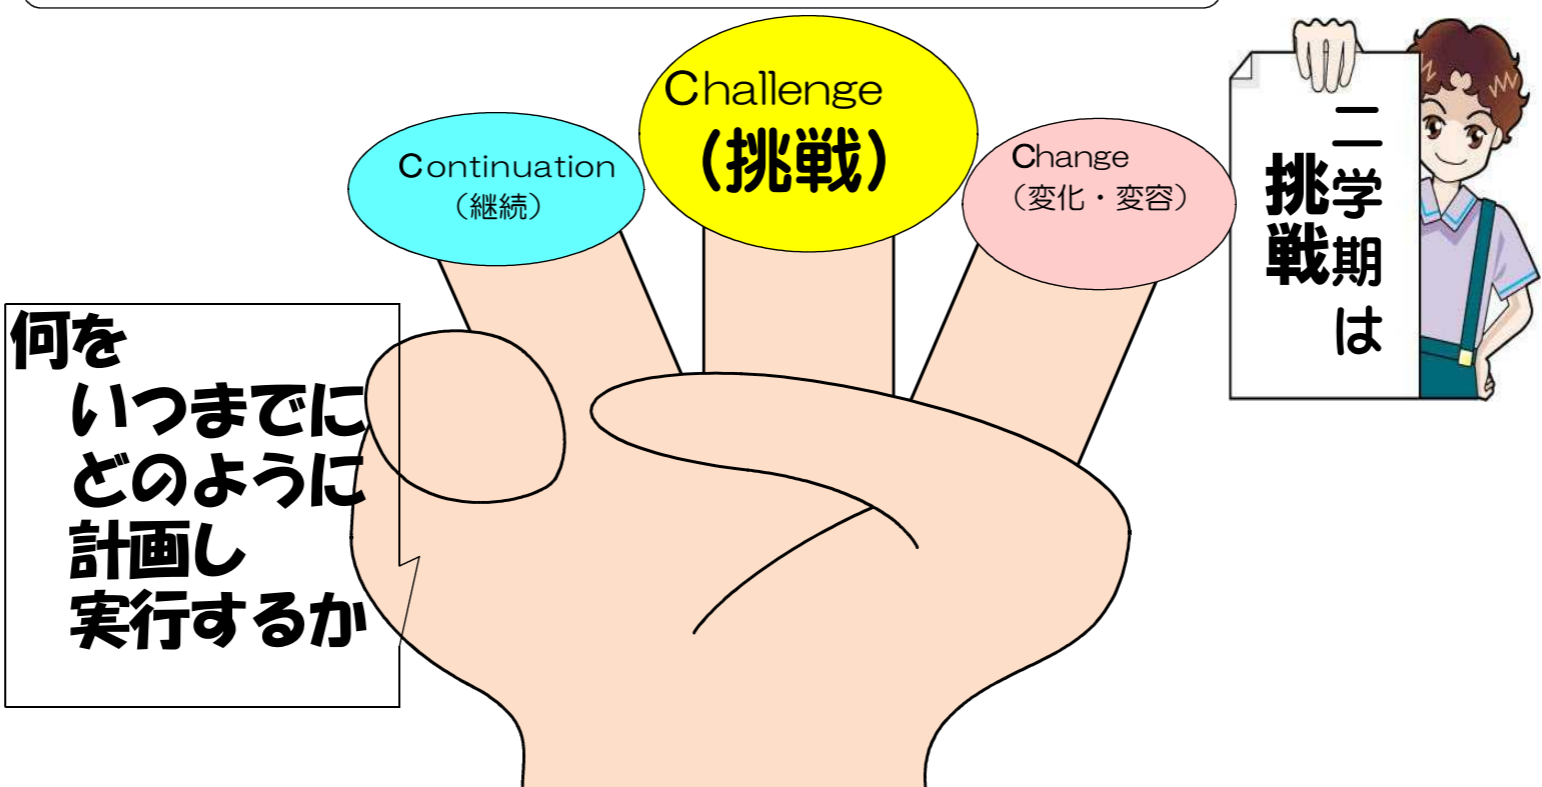 Challenge
(挑戦)
Continuation
（継続）
Change
（変化・変容）
二学期は
挑戦
何を
いつまでに
どのように
計画し
実行するか